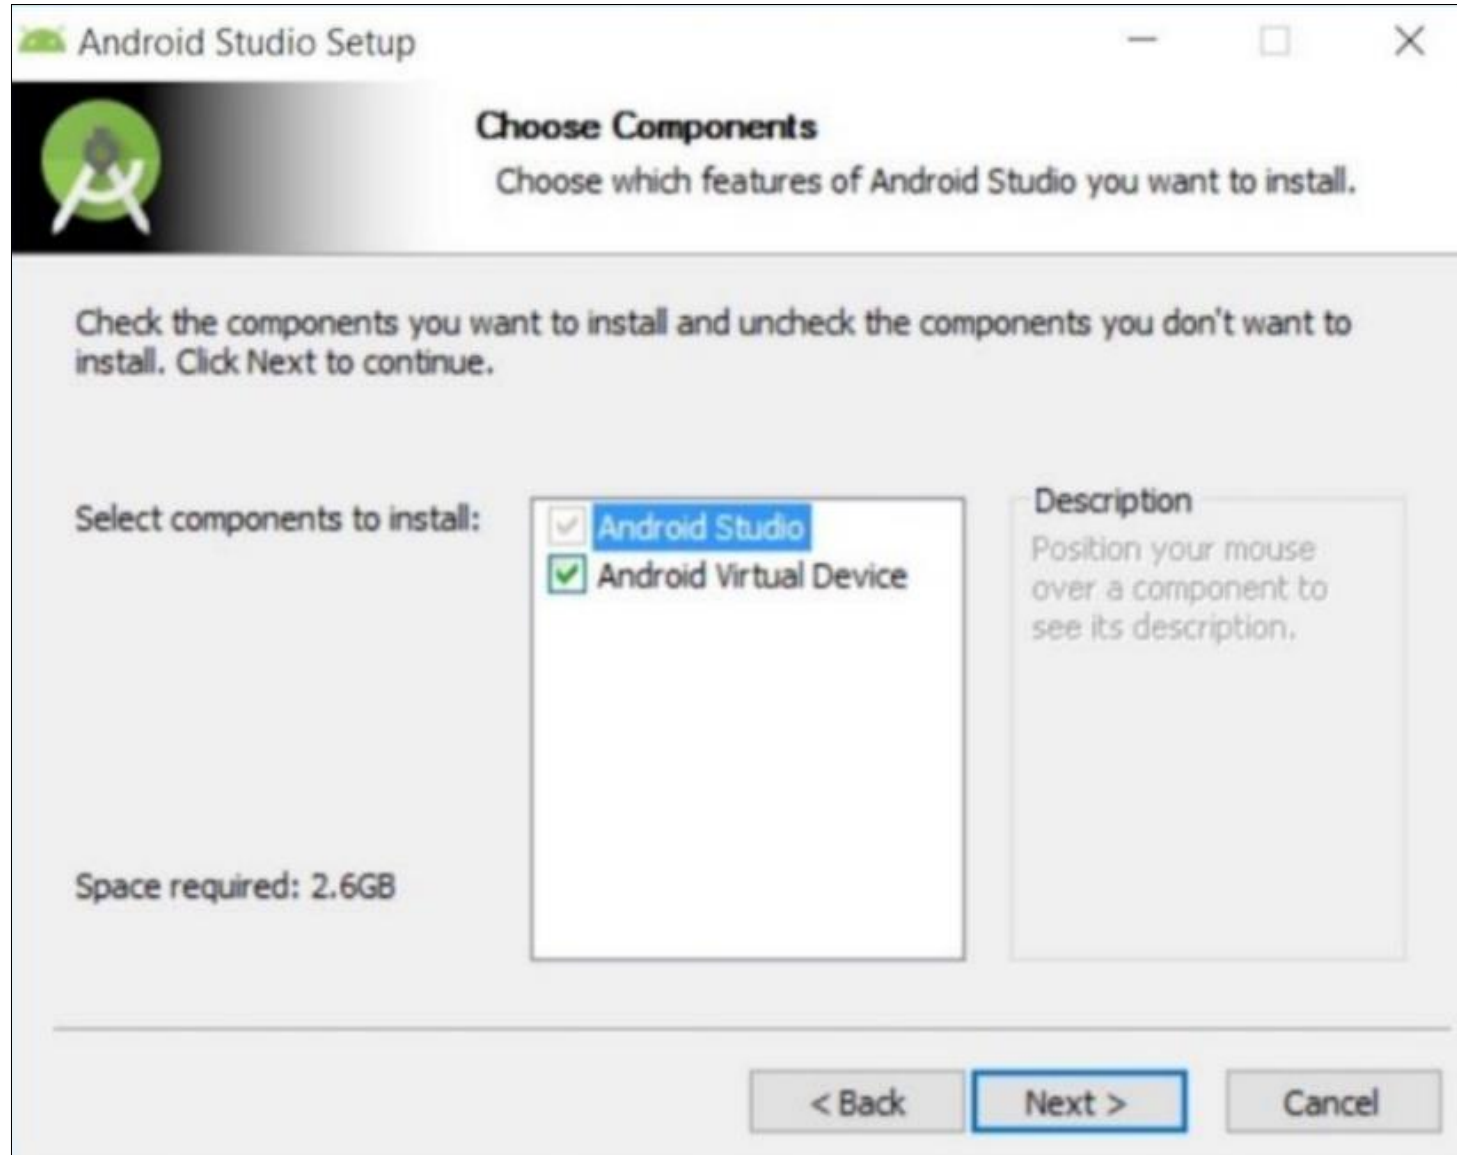 Android Studio Setup
Choose Components
Choose which features of Android Studio you want to install.
Check the components you want to install and uncheck the components you don't want to
install. Click Next to continue.
Select components to install:
Android Studio
Android Virtual Device
Description
Position your mouse
over a component to
see its description.
Space required: 2.6GB
< Back
Next >
Cancel